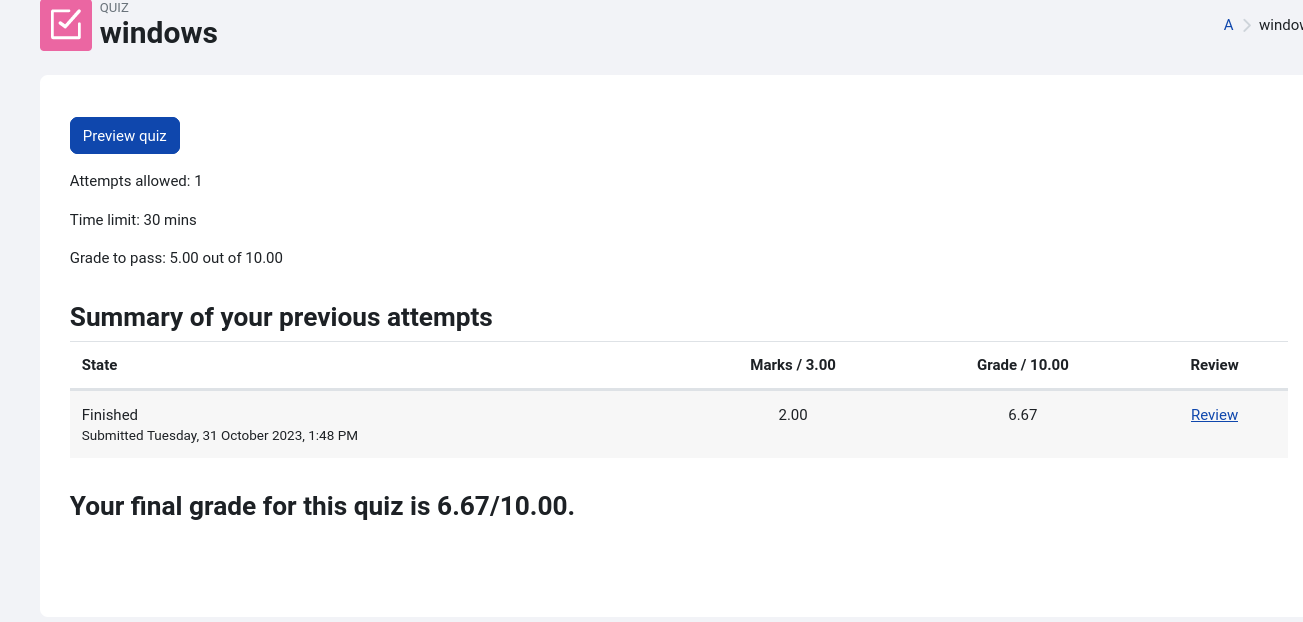 QUIZ
windows
A
Preview quiz
Attempts allowed: 1
Time limit: 30 mins
Grade to pass: 5.00 out of 10.00
Summary of your previous attempts
State Marks / 3.00 Grade / 10.00 Review
Finished 2.00 6.67 Review
Submitted Tuesday, 31 October 2023, 1:48 PM
Your final grade for this quiz is 6.67/10.00.